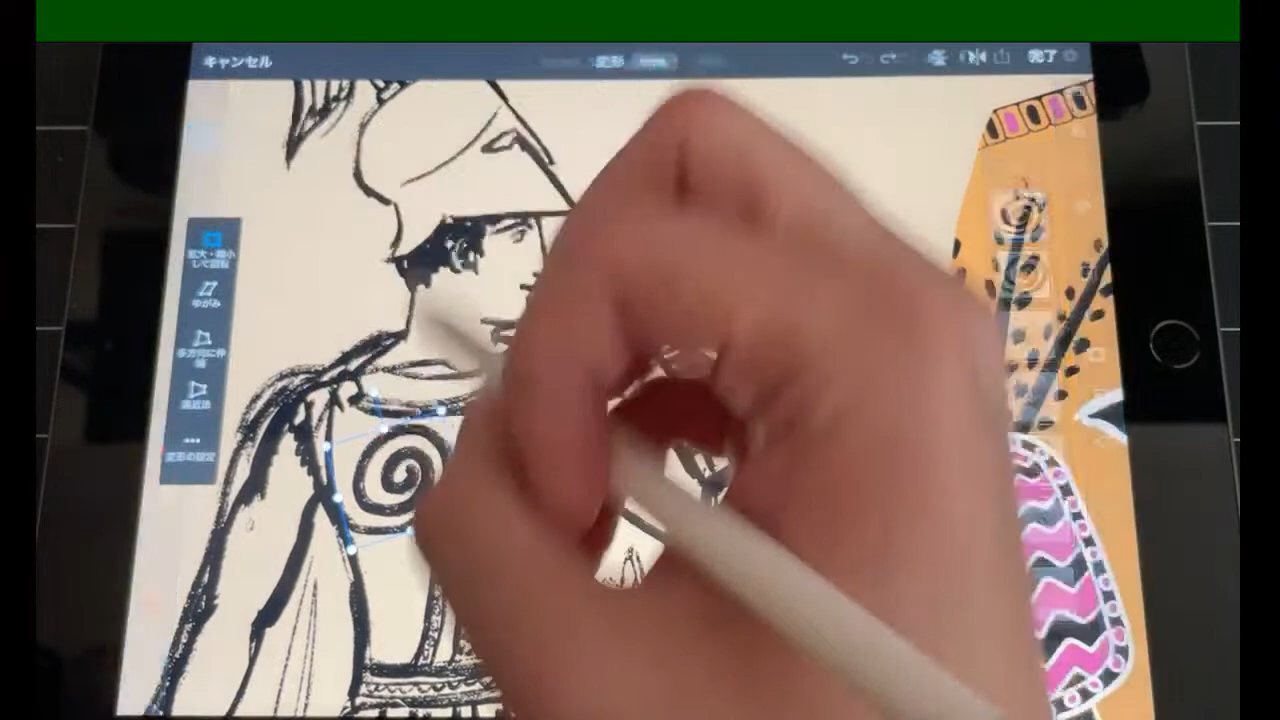 キャンセル
変形
完了
拡大・縮小
して回転
ゆがみ
多方向に伸
縮
遠近法
変形の設定